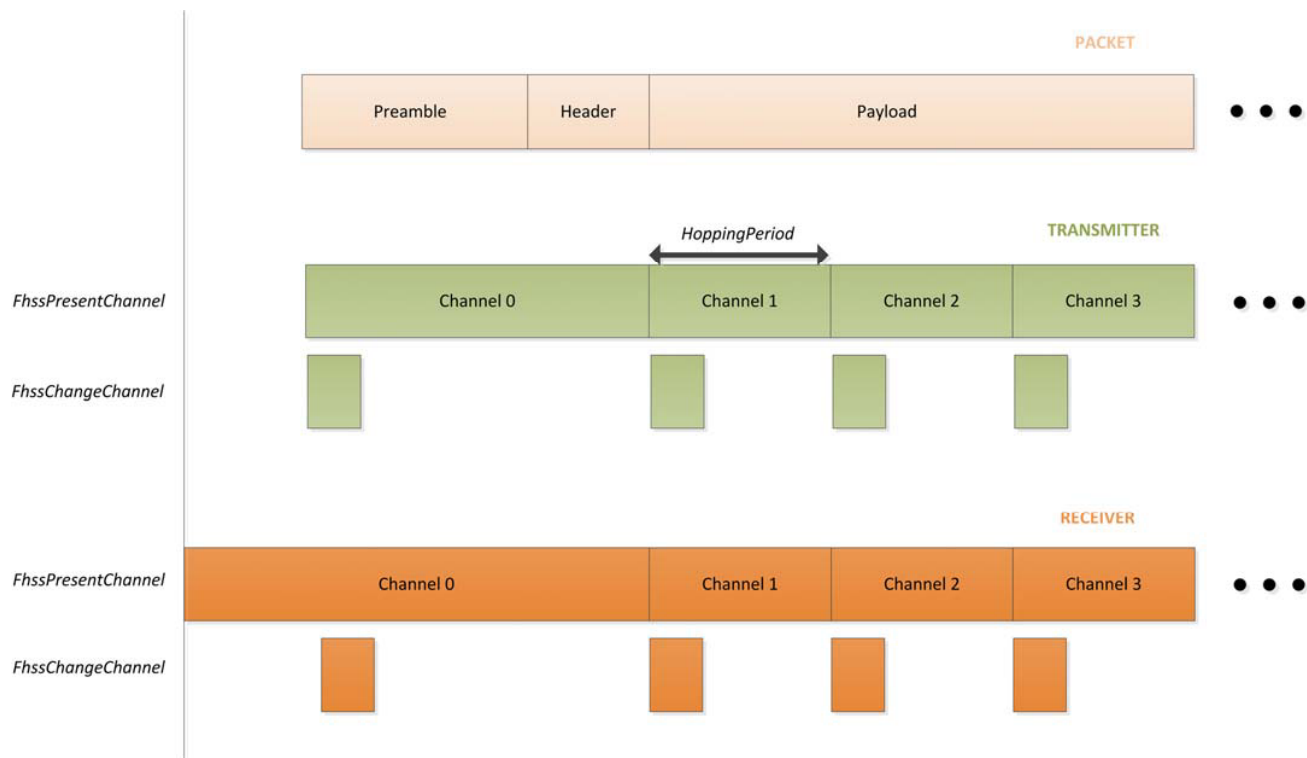 PACKET
Preamble Header Payload
HoppingPeriod
TRANSMITTER
FhssPresentChannel Channel 0 Channel 1 Channel 2 Channel 3
FhssChangeChannel
RECEIVER
FhssPresentChannel Channel 0 Channel 1 Channel 2 Channel 3
FhssChangeChannel